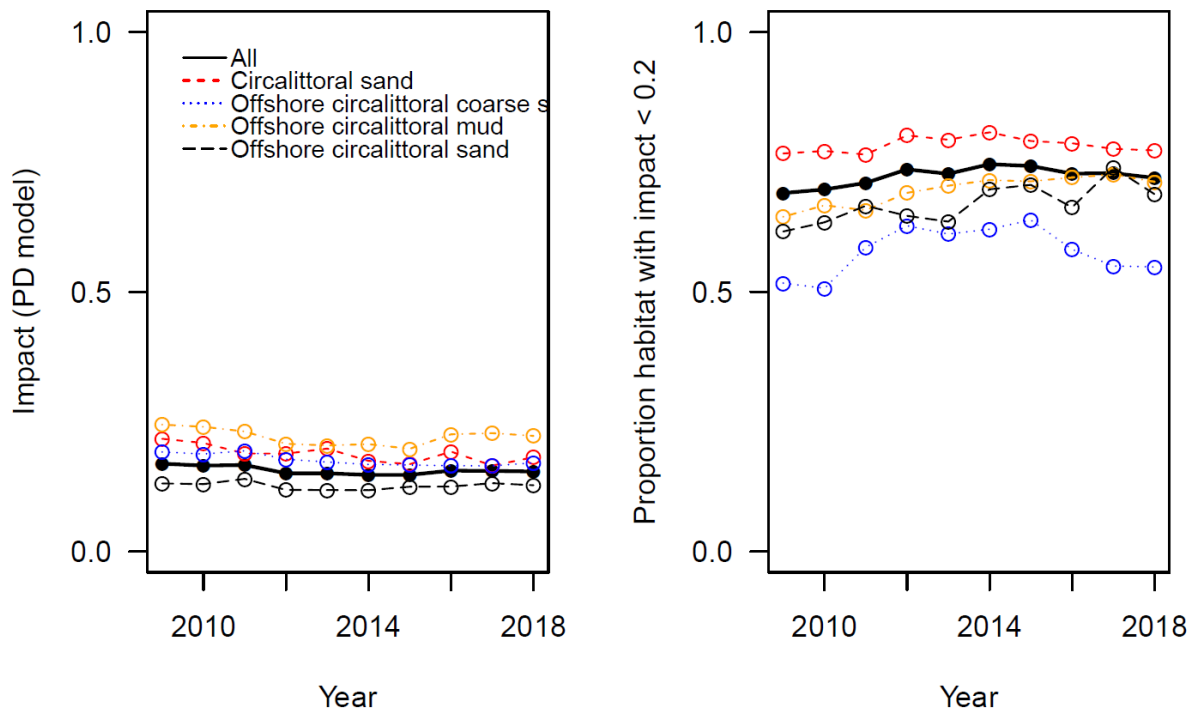 Impact (PD model)
1.0
0.5
0.0
All
Circalittoral sand
Offshore circalittoral coarse s
Offshore circalittoral mud
Offshore circalittoral sand
2010 2014 2018
Year
Proportion habitat with impact < 0.2
1.0
0.5
0.0
2010 2014 2018
Year